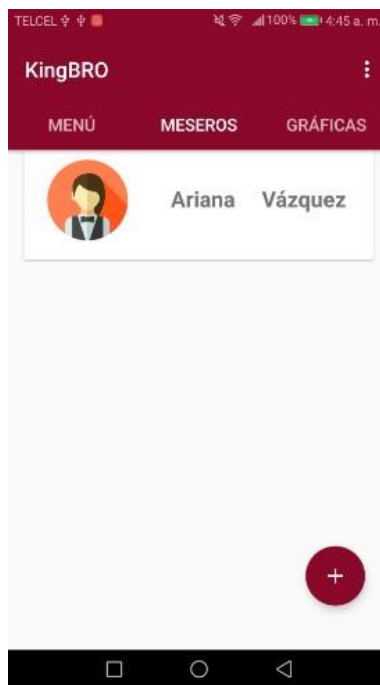 TELCEL 100% 4:45 a. m.
KingBRO
MENÚ MESEROS GRÁFICAS
Ariana Vázquez
+